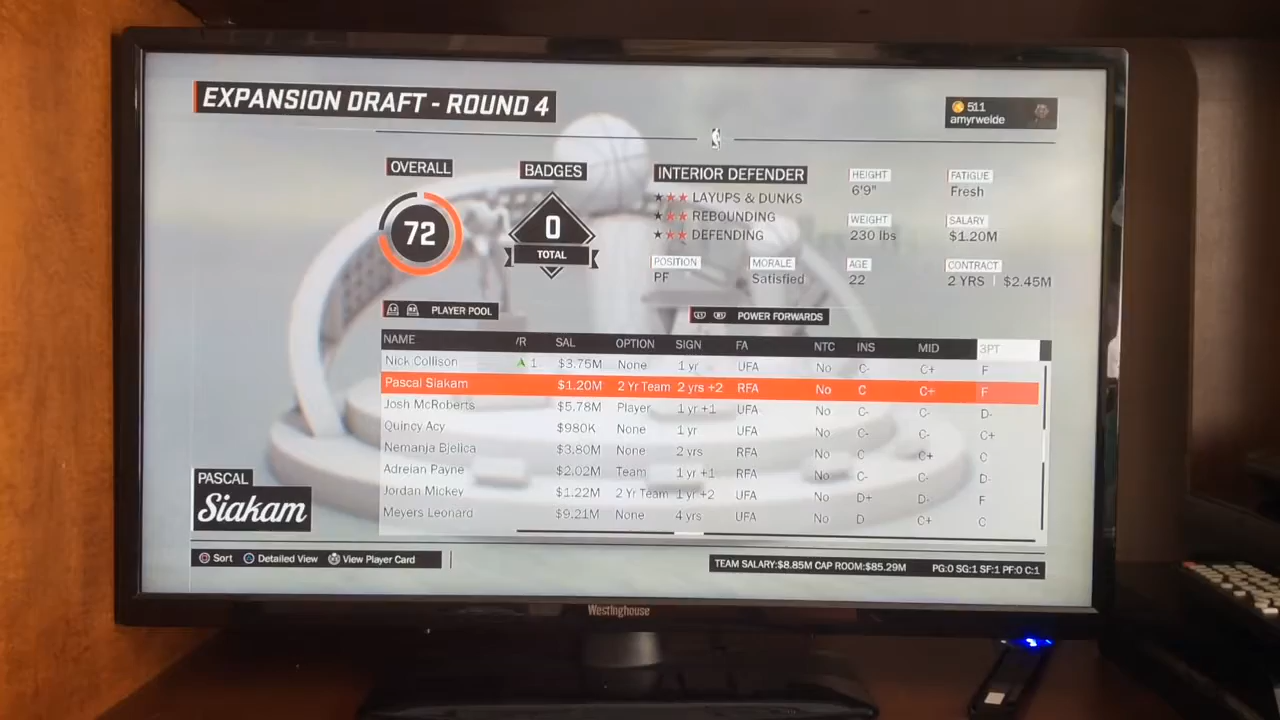 EXPANSION DRAFT - ROUND 4
511
amyrwelde
OVERALL
72
BADGES
0
TOTAL
INTERIOR DEFENDER
LAYUPS & DUNKS
REBOUNDING
DEFENDING
HEIGHT
6'9"
FATIGUE
Fresh
WEIGHT
230 lbs
SALARY
$1.20M
POSITION
PF
MORALE
Satisfied
AGE
22
CONTRACT
2 YRS | $2.45M
PLAYER POOL
POWER FORWARDS
NAME /R SAL OPTION SIGN FA NTC INS MID 3PT
Nick Collison 1 $3.75M None 1 yr UFA No C- C+ F
Pascal Siakam $1.20M 2 Yr Team 2 yrs +2 RFA No C C+ F
Josh McRoberts $5.78M Player 1 yr +1 UFA No C- C- D-
Quincy Acy $980K None 1 yr UFA No C- C- C+
Nemanja Bjelica $3.80M None 2 yrs RFA No C C+ C
Adreian Payne $2.02M Team 1 yr +1 RFA No C- C- D-
Jordan Mickey $1.22M 2 Yr Team 1 yr +2 UFA No D+ D- F
Meyers Leonard $9.21M None 4 yrs UFA No D C+ C
PASCAL
Siakam
Sort Detailed View View Player Card
TEAM SALARY:$8.85M CAP ROOM:$85.29M PG:0 SG:1 SF:1 PF:0 C:1
Westinghouse